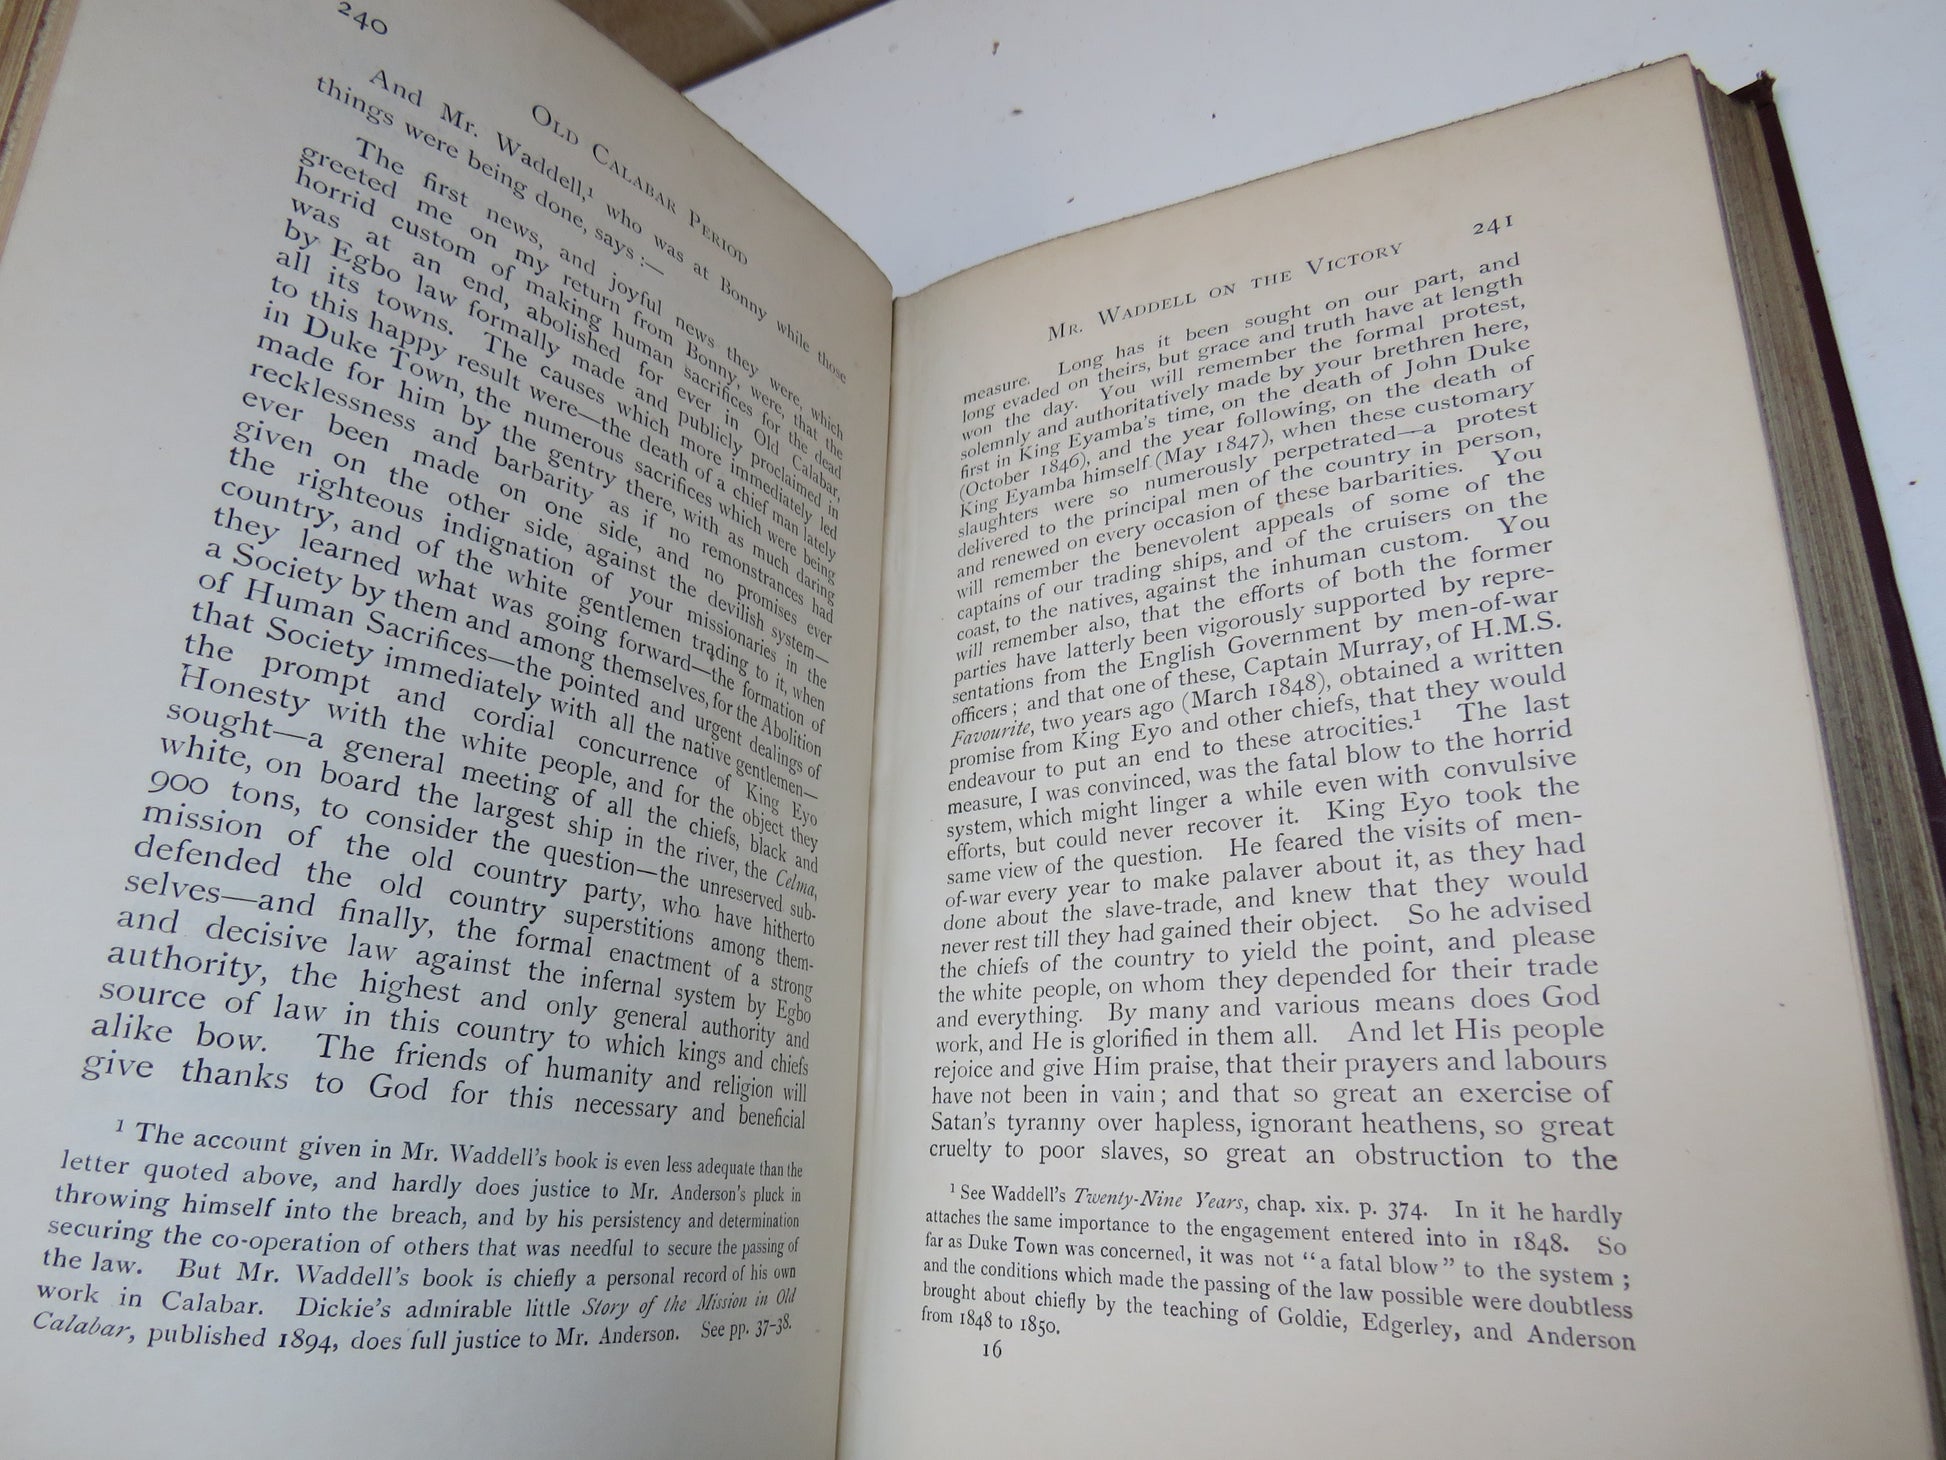 240
OLD CALABAR PERIOD
And Mr. Waddell,¹ who was at Bonny while those
things were being done, says :—
The first news, and joyful news they were, which
greeted me on my return from Bonny, were, that the
horrid custom of making human sacrifices for the dead
was at an end, abolished for ever in Old Calabar,
by Egbo law formally made and publicly proclaimed in
all its towns. The causes which more immediately led
to this happy result were—the death of a chief man lately
in Duke Town, the numerous sacrifices which were being
made for him by the gentry there, with as much daring
recklessness and barbarity as if no remonstrances had
ever been made on one side, and no promises ever
given on the other side, against the devilish system—
the righteous indignation of your missionaries in the
country, and of the white gentlemen trading to it, when
they learned what was going forward—the formation of
a Society by them and among themselves, for the Abolition
of Human Sacrifices—the pointed and urgent dealings of
that Society immediately with all the native gentlemen—
the prompt and cordial concurrence of King Eyo
Honesty with the white people, and for the object they
sought—a general meeting of all the chiefs, black and
white, on board the largest ship in the river, the Celma,
900 tons, to consider the question—the unreserved sub-
mission of the old country party, who have hitherto
defended the old country superstitions among them-
selves—and finally, the formal enactment of a strong
and decisive law against the infernal system by Egbo
authority, the highest and only general authority and
source of law in this country to which kings and chiefs
alike bow. The friends of humanity and religion will
give thanks to God for this necessary and beneficial
¹ The account given in Mr. Waddell's book is even less adequate than the
letter quoted above, and hardly does justice to Mr. Anderson's pluck in
throwing himself into the breach, and by his persistency and determination
securing the co-operation of others that was needful to secure the passing of
the law. But Mr. Waddell's book is chiefly a personal record of his own
work in Calabar. Dickie's admirable little Story of the Mission in Old
Calabar, published 1894, does full justice to Mr. Anderson. See pp. 37-38.
MR. WADDELL ON THE VICTORY
241
measure. Long has it been sought on our part, and
long evaded on theirs, but grace and truth have at length
won the day. You will remember the formal protest,
solemnly and authoritatively made by your brethren here,
first in King Eyamba's time, on the death of John Duke
(October 1846), and the year following, on the death of
King Eyamba himself (May 1847), when these customary
slaughters were so numerously perpetrated—a protest
delivered to the principal men of the country in person,
and renewed on every occasion of these barbarities. You
will remember the benevolent appeals of some of the
captains of our trading ships, and of the cruisers on the
coast, to the natives, against the inhuman custom. You
will remember also, that the efforts of both the former
parties have latterly been vigorously supported by repre-
sentations from the English Government by men-of-war
officers ; and that one of these, Captain Murray, of H.M.S.
Favourite, two years ago (March 1848), obtained a written
promise from King Eyo and other chiefs, that they would
endeavour to put an end to these atrocities.¹ The last
measure, I was convinced, was the fatal blow to the horrid
system, which might linger a while even with convulsive
efforts, but could never recover it. King Eyo took the
same view of the question. He feared the visits of men-
of-war every year to make palaver about it, as they had
done about the slave-trade, and knew that they would
never rest till they had gained their object. So he advised
the chiefs of the country to yield the point, and please
the white people, on whom they depended for their trade
and everything. By many and various means does God
work, and He is glorified in them all. And let His people
rejoice and give Him praise, that their prayers and labours
have not been in vain ; and that so great an exercise of
Satan's tyranny over hapless, ignorant heathens, so great
cruelty to poor slaves, so great an obstruction to the
¹ See Waddell's Twenty-Nine Years, chap. xix. p. 374. In it he hardly
attaches the same importance to the engagement entered into in 1848. So
far as Duke Town was concerned, it was not "a fatal blow" to the system ;
and the conditions which made the passing of the law possible were doubtless
brought about chiefly by the teaching of Goldie, Edgerley, and Anderson
from 1848 to 1850.
16